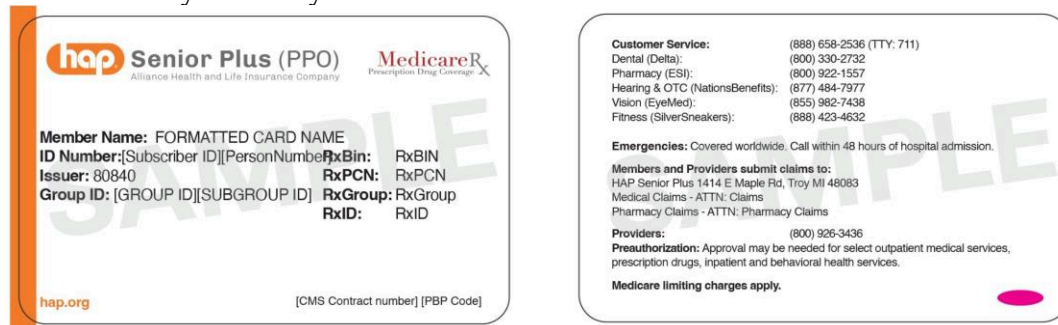 hap Senior Plus (PPO)
Alliance Health and Life Insurance Company
MedicareRx
Prescription Drug Coverage
SAMPLE
Member Name: FORMATTED CARD NAME
ID Number:[Subscriber ID][PersonNumber]
Issuer: 80840
Group ID: [GROUP ID][SUBGROUP ID]
RxBin: RxBIN
RxPCN: RxPCN
RxGroup: RxGroup
RxID: RxID
hap.org
[CMS Contract number] [PBP Code]
Customer Service: (888) 658-2536 (TTY: 711)
Dental (Delta): (800) 330-2732
Pharmacy (ESI): (800) 922-1557
Hearing & OTC (NationsBenefits): (877) 484-7977
Vision (EyeMed): (855) 982-7438
Fitness (SilverSneakers): (888) 423-4632
SAMPLE
Emergencies: Covered worldwide. Call within 48 hours of hospital admission.
Members and Providers submit claims to:
HAP Senior Plus 1414 E Maple Rd, Troy MI 48083
Medical Claims - ATTN: Claims
Pharmacy Claims - ATTN: Pharmacy Claims
Providers: (800) 926-3436
Preauthorization: Approval may be needed for select outpatient medical services,
prescription drugs, inpatient and behavioral health services.
Medicare limiting charges apply.